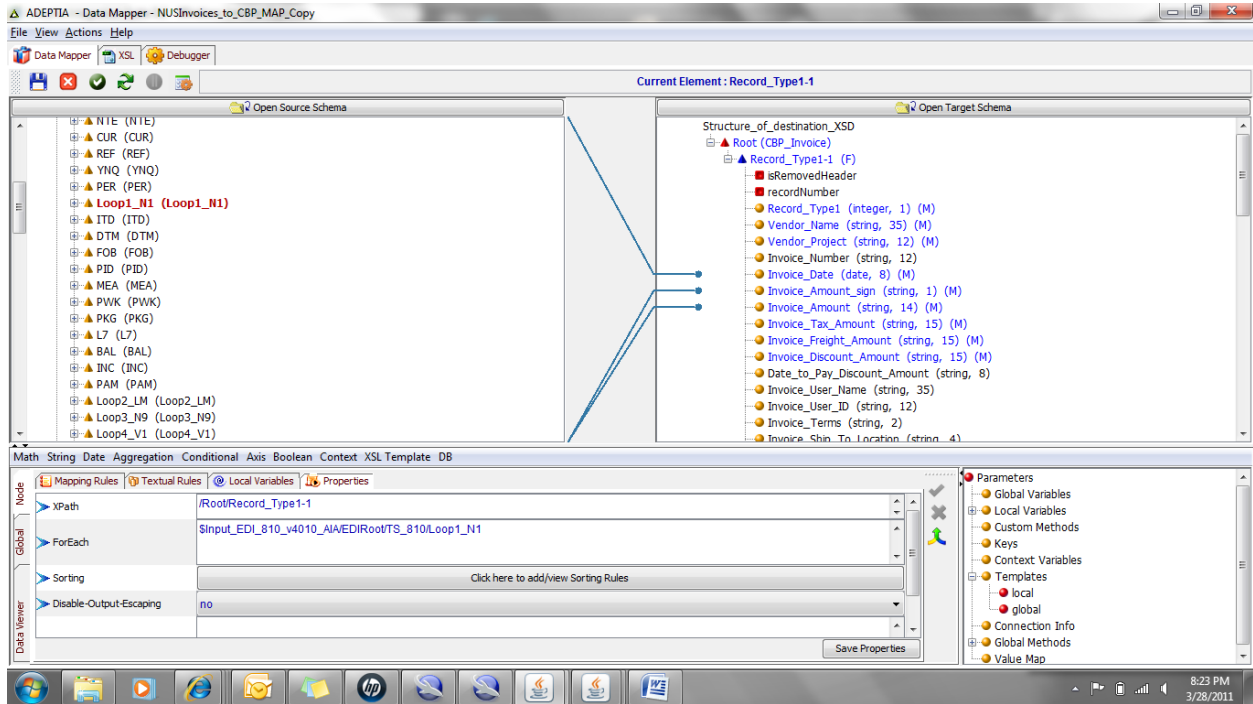 ADEPTIA - Data Mapper - NUSInvoices_to_CBP_MAP_Copy
File View Actions Help
Data Mapper XSL Debugger
Current Element : Record_Type1-1
Open Source Schema
NTE (NTE)
CUR (CUR)
REF (REF)
YNQ (YNQ)
PER (PER)
Loop1_N1 (Loop1_N1)
ITD (ITD)
DTM (DTM)
FOB (FOB)
PID (PID)
MEA (MEA)
PWK (PWK)
PKG (PKG)
L7 (L7)
BAL (BAL)
INC (INC)
PAM (PAM)
Loop2_LM (Loop2_LM)
Loop3_N9 (Loop3_N9)
Loop4_V1 (Loop4_V1)
Open Target Schema
Structure_of_destination_XSD
Root (CBP_Invoice)
Record_Type1-1 (F)
isRemovedHeader
recordNumber
Record_Type1 (integer, 1) (M)
Vendor_Name (string, 35) (M)
Vendor_Project (string, 12) (M)
Invoice_Number (string, 12)
Invoice_Date (date, 8) (M)
Invoice_Amount_sign (string, 1) (M)
Invoice_Amount (string, 14) (M)
Invoice_Tax_Amount (string, 15) (M)
Invoice_Freight_Amount (string, 15) (M)
Invoice_Discount_Amount (string, 15) (M)
Date_to_Pay_Discount_Amount (string, 8)
Invoice_User_Name (string, 35)
Invoice_User_ID (string, 12)
Invoice_Terms (string, 2)
Invoice_Ship_To_Location (string, 4)
Math String Date Aggregation Conditional Axis Boolean Context XSL Template DB
Node
Global
Data Viewer
Mapping Rules Textual Rules Local Variables Properties
XPath /Root/Record_Type1-1
ForEach $Input_EDI_810_v4010_AIA/EDIRoot/TS_810/Loop1_N1
Sorting Click here to add/view Sorting Rules
Disable-Output-Escaping no
Save Properties
Parameters
Global Variables
Local Variables
Custom Methods
Keys
Context Variables
Templates
local
global
Connection Info
Global Methods
Value Map
8:23 PM
3/28/2011